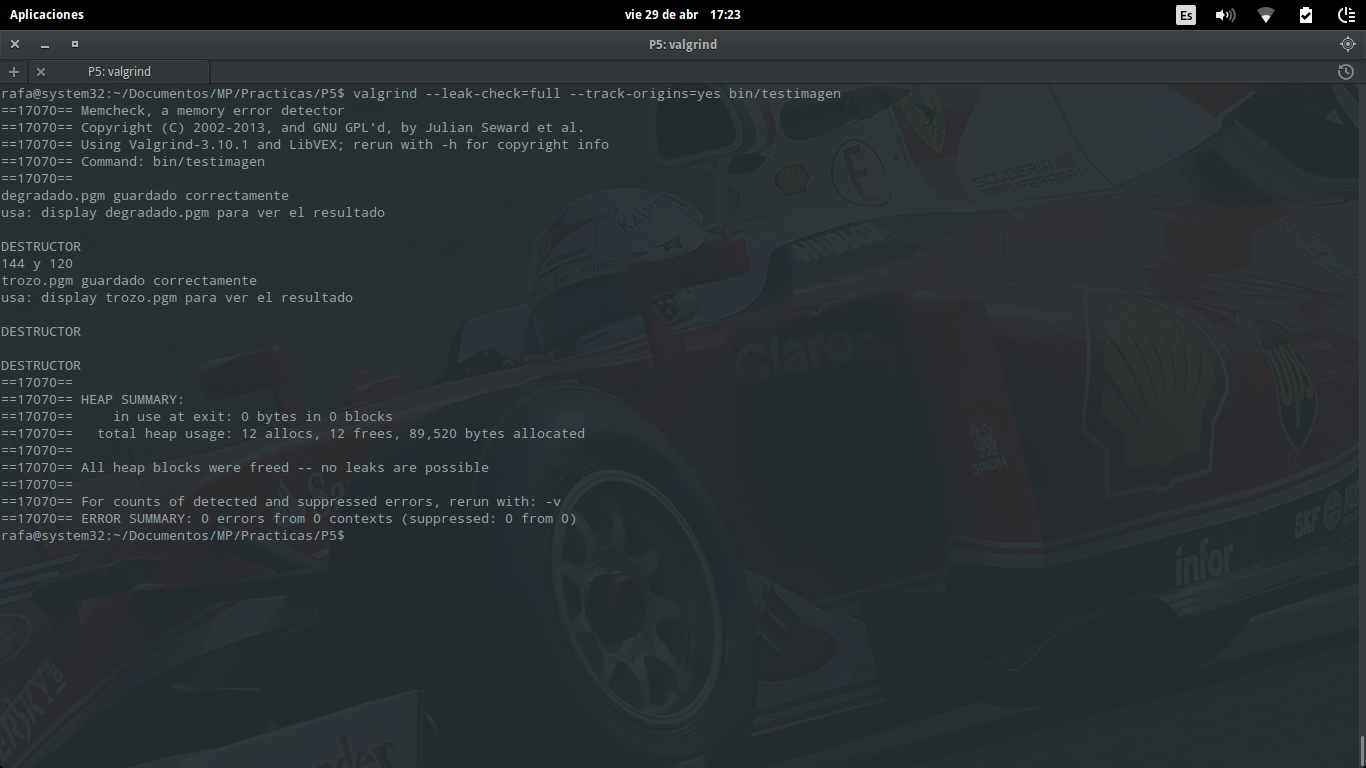 Aplicaciones
vie 29 de abr 17:23
Es
P5: valgrind
P5: valgrind
rafa@system32:~/Documentos/MP/Practicas/P5$ valgrind --leak-check=full --track-origins=yes bin/testimagen
==17070== Memcheck, a memory error detector
==17070== Copyright (C) 2002-2013, and GNU GPL'd, by Julian Seward et al.
==17070== Using Valgrind-3.10.1 and LibVEX; rerun with -h for copyright info
==17070== Command: bin/testimagen
==17070==
degradado.pgm guardado correctamente
usa: display degradado.pgm para ver el resultado
DESTRUCTOR
144 y 120
trozo.pgm guardado correctamente
usa: display trozo.pgm para ver el resultado
DESTRUCTOR
DESTRUCTOR
==17070==
==17070== HEAP SUMMARY:
==17070==     in use at exit: 0 bytes in 0 blocks
==17070==   total heap usage: 12 allocs, 12 frees, 89,520 bytes allocated
==17070==
==17070== All heap blocks were freed -- no leaks are possible
==17070==
==17070== For counts of detected and suppressed errors, rerun with: -v
==17070== ERROR SUMMARY: 0 errors from 0 contexts (suppressed: 0 from 0)
rafa@system32:~/Documentos/MP/Practicas/P5$
SCUDERIA
FERRARI
HUBLOT
HUBLOT
Claro
ups
SKF
infor